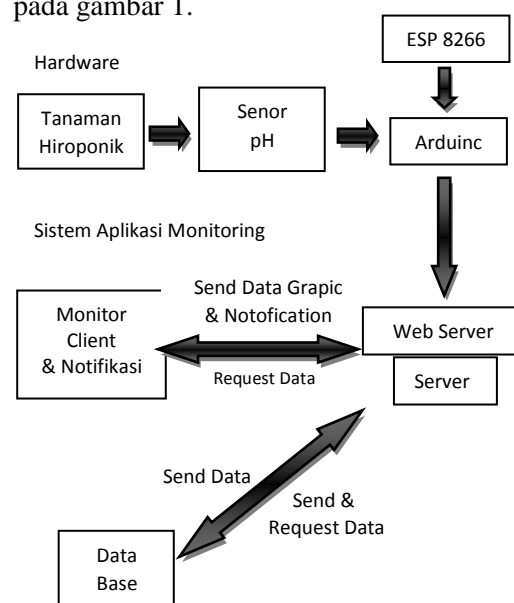 pada gambar 1.
ESP 8266
Hardware
Tanaman
Hiroponik
Senor
pH
Arduinc
Sistem Aplikasi Monitoring
Send Data Grapic
& Notofication
Monitor
Client
& Notifikasi
Web Server
Request Data
Server
Send Data
Send &
Request Data
Data
Base